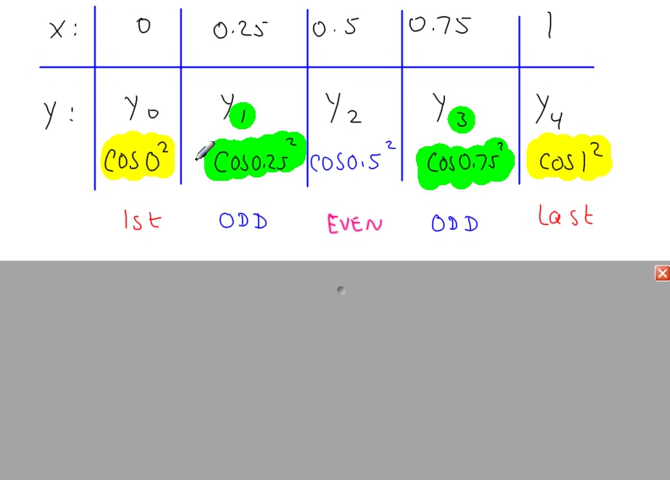 x: 0 0.25 0.5 0.75 1
y: y₀ y₁ y₂ y₃ y₄
cos0² cos0.25² cos0.5² cos0.75² cos1²
1st ODD EVEN ODD Last